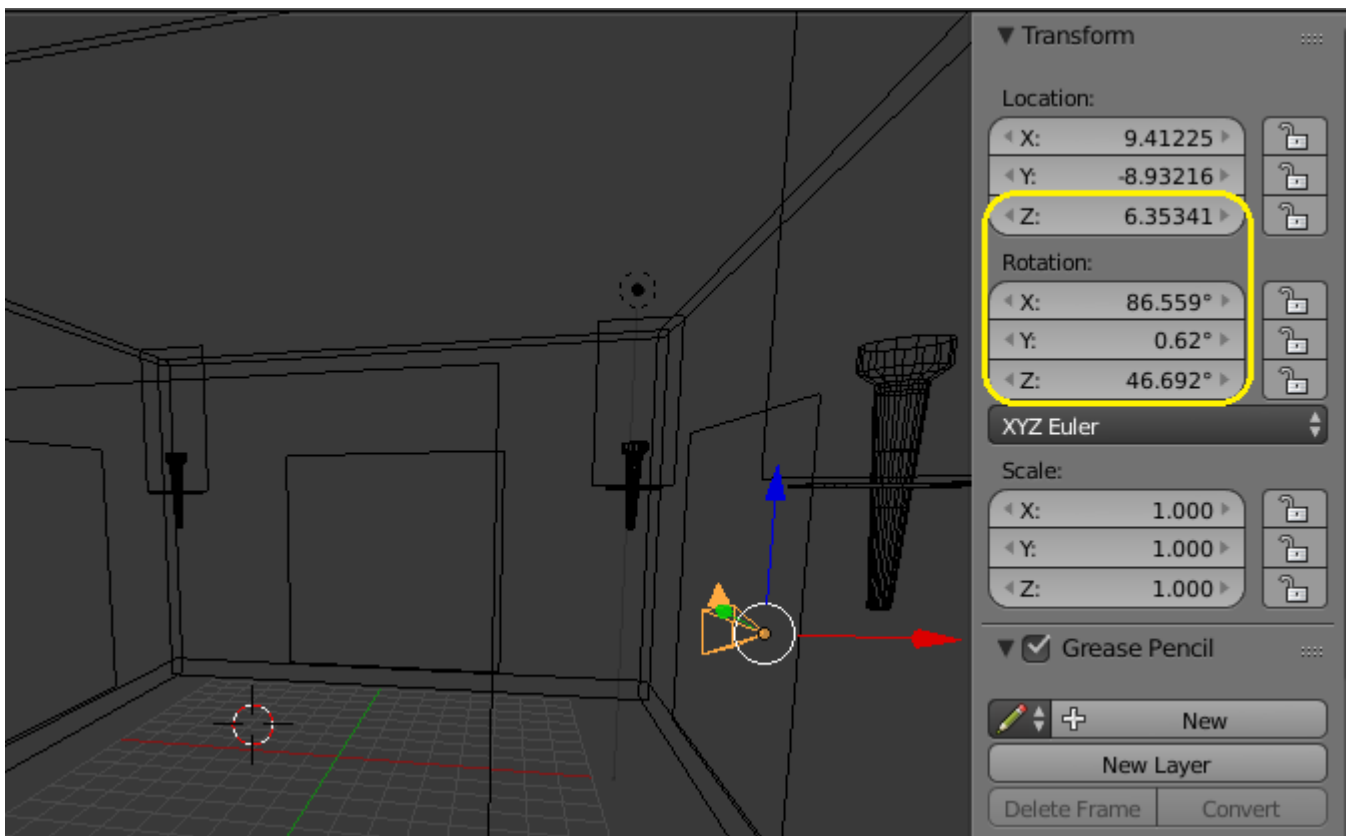 Transform
Location:
X: 9.41225
Y: -8.93216
Z: 6.35341
Rotation:
X: 86.559°
Y: 0.62°
Z: 46.692°
XYZ Euler
Scale:
X: 1.000
Y: 1.000
Z: 1.000
Grease Pencil
New
New Layer
Delete Frame Convert